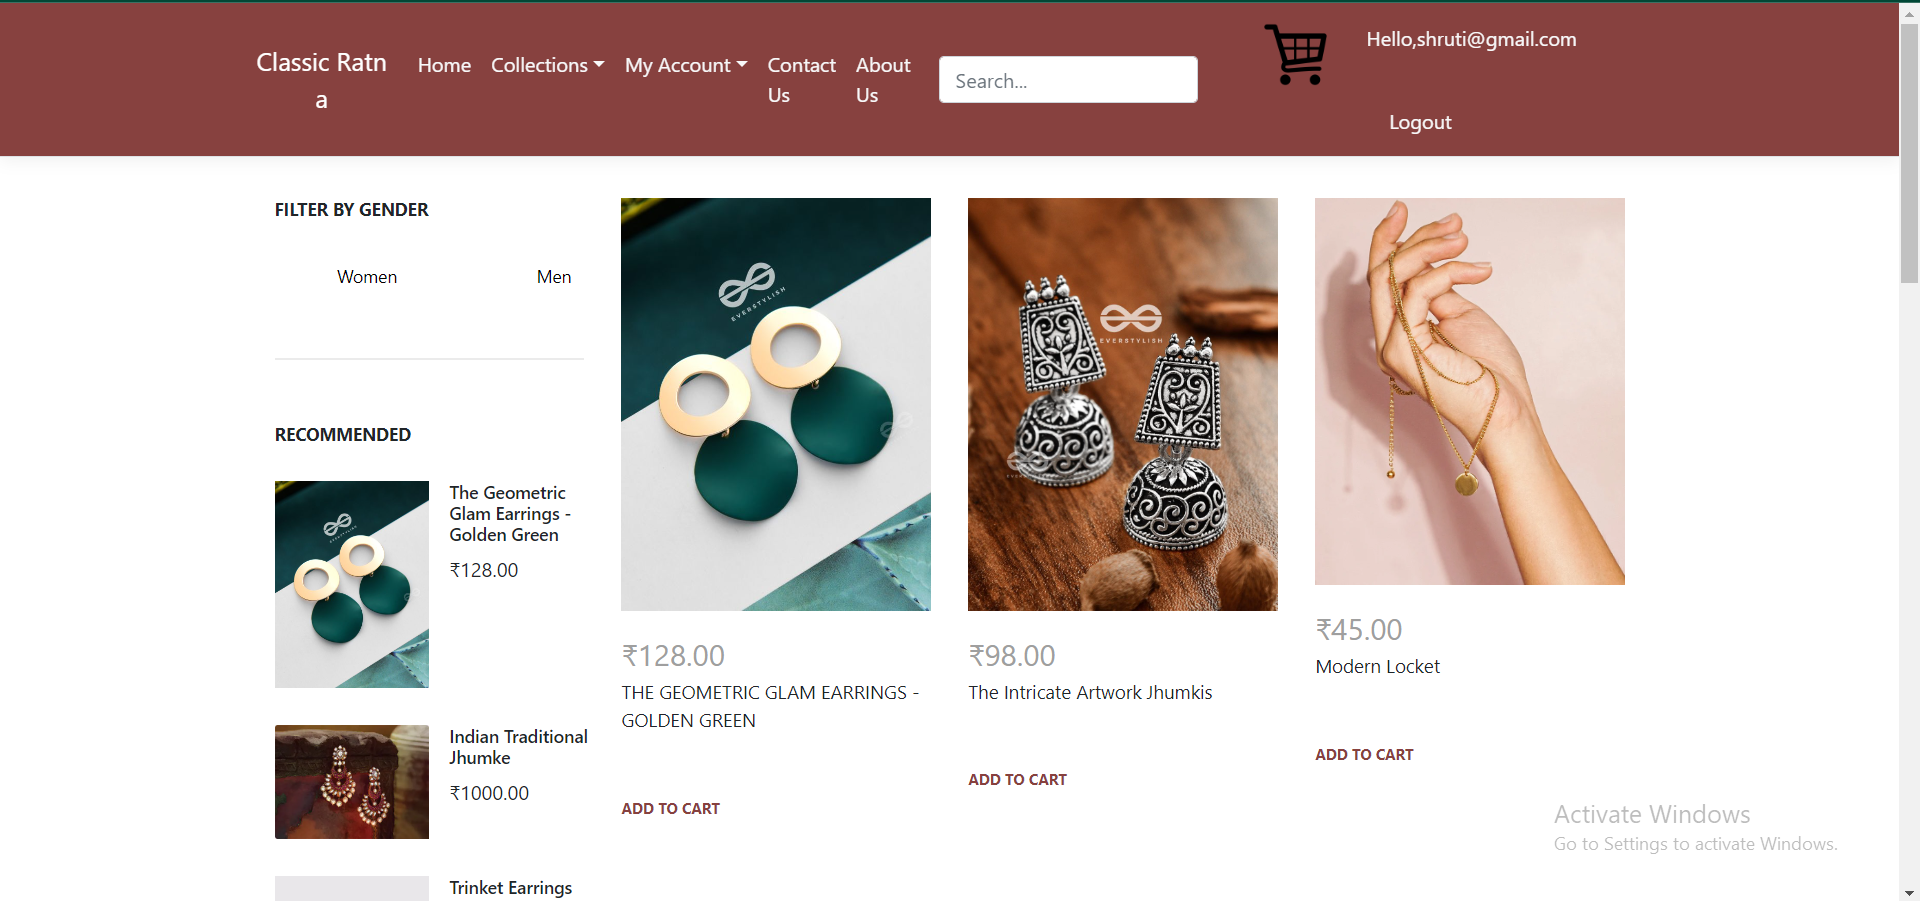 Classic Ratn
a
Home
Collections
My Account
Contact
Us
About
Us
Search...
Hello,shruti@gmail.com
Logout
FILTER BY GENDER
Women
Men
RECOMMENDED
The Geometric
Glam Earrings -
Golden Green
₹128.00
Indian Traditional
Jhumke
₹1000.00
Trinket Earrings
EVERSTYLISH
₹128.00
THE GEOMETRIC GLAM EARRINGS -
GOLDEN GREEN
ADD TO CART
EVERSTYLISH
₹98.00
The Intricate Artwork Jhumkis
ADD TO CART
₹45.00
Modern Locket
ADD TO CART
Activate Windows
Go to Settings to activate Windows.